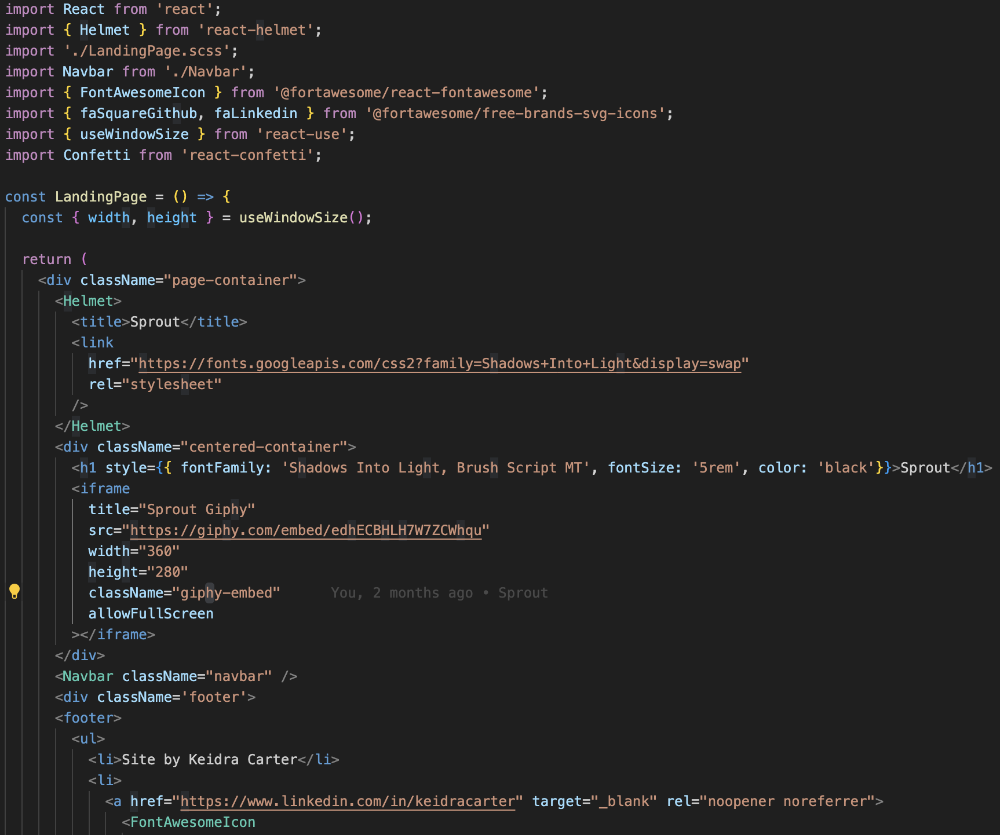 import React from 'react';
import { Helmet } from 'react-helmet';
import './LandingPage.scss';
import Navbar from './Navbar';
import { FontAwesomeIcon } from '@fortawesome/react-fontawesome';
import { faSquareGithub, faLinkedin } from '@fortawesome/free-brands-svg-icons';
import { useWindowSize } from 'react-use';
import Confetti from 'react-confetti';

const LandingPage = () => {
  const { width, height } = useWindowSize();

  return (
    <div className="page-container">
      <Helmet>
        <title>Sprout</title>
        <link
          href="https://fonts.googleapis.com/css2?family=Shadows+Into+Light&display=swap"
          rel="stylesheet"
        />
      </Helmet>
      <div className="centered-container">
        <h1 style={{ fontFamily: 'Shadows Into Light, Brush Script MT', fontSize: '5rem', color: 'black'}}>Sprout</h1>
        <iframe
          title="Sprout Giphy"
          src="https://giphy.com/embed/edhECBHLH7W7ZCWhqu"
          width="360"
          height="280"
          className="giphy-embed"      You, 2 months ago • Sprout
          allowFullScreen
        ></iframe>
      </div>
      <Navbar className="navbar" />
      <div className='footer'>
      <footer>
        <ul>
          <li>Site by Keidra Carter</li>
          <li>
            <a href="https://www.linkedin.com/in/keidracarter" target="_blank" rel="noopener noreferrer">
              <FontAwesomeIcon